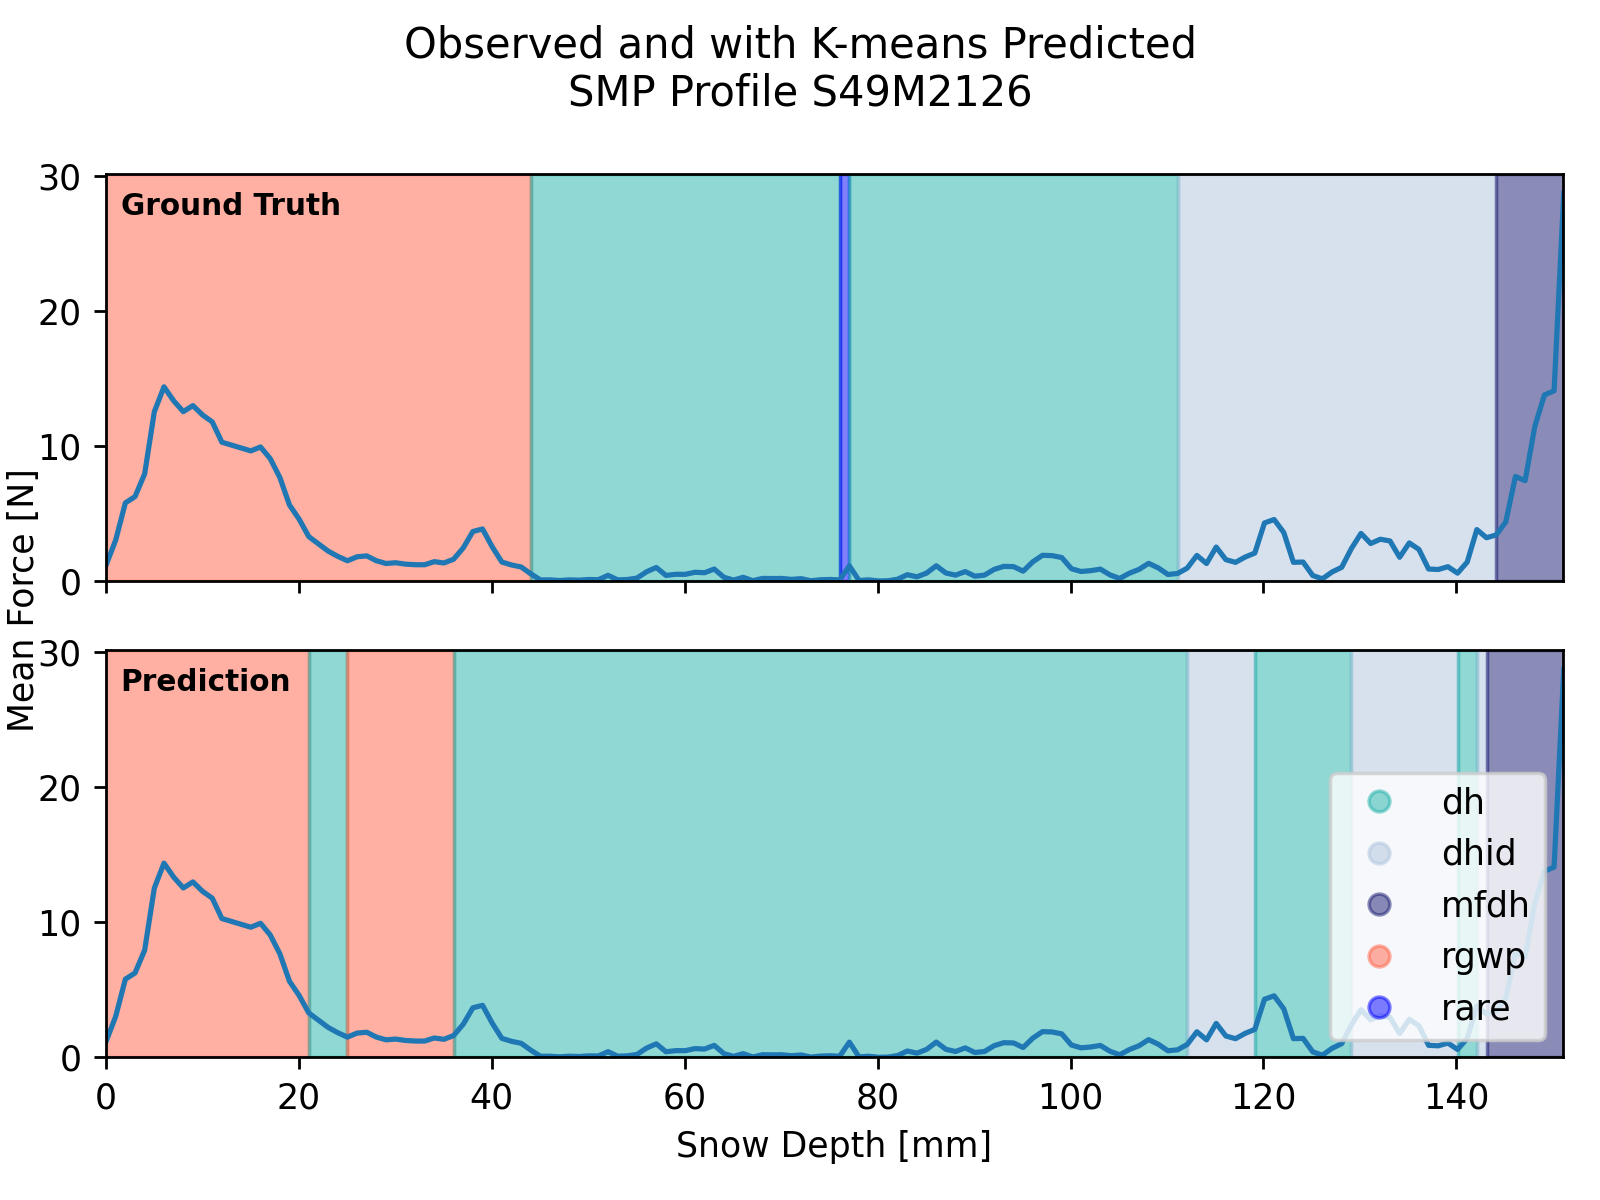 Observed and with K-means Predicted
SMP Profile S49M2126
Mean Force [N]
30
20
10
0
Ground Truth
30
20
10
0
Prediction
dh
dhid
mfdh
rgwp
rare
0 20 40 60 80 100 120 140
Snow Depth [mm]